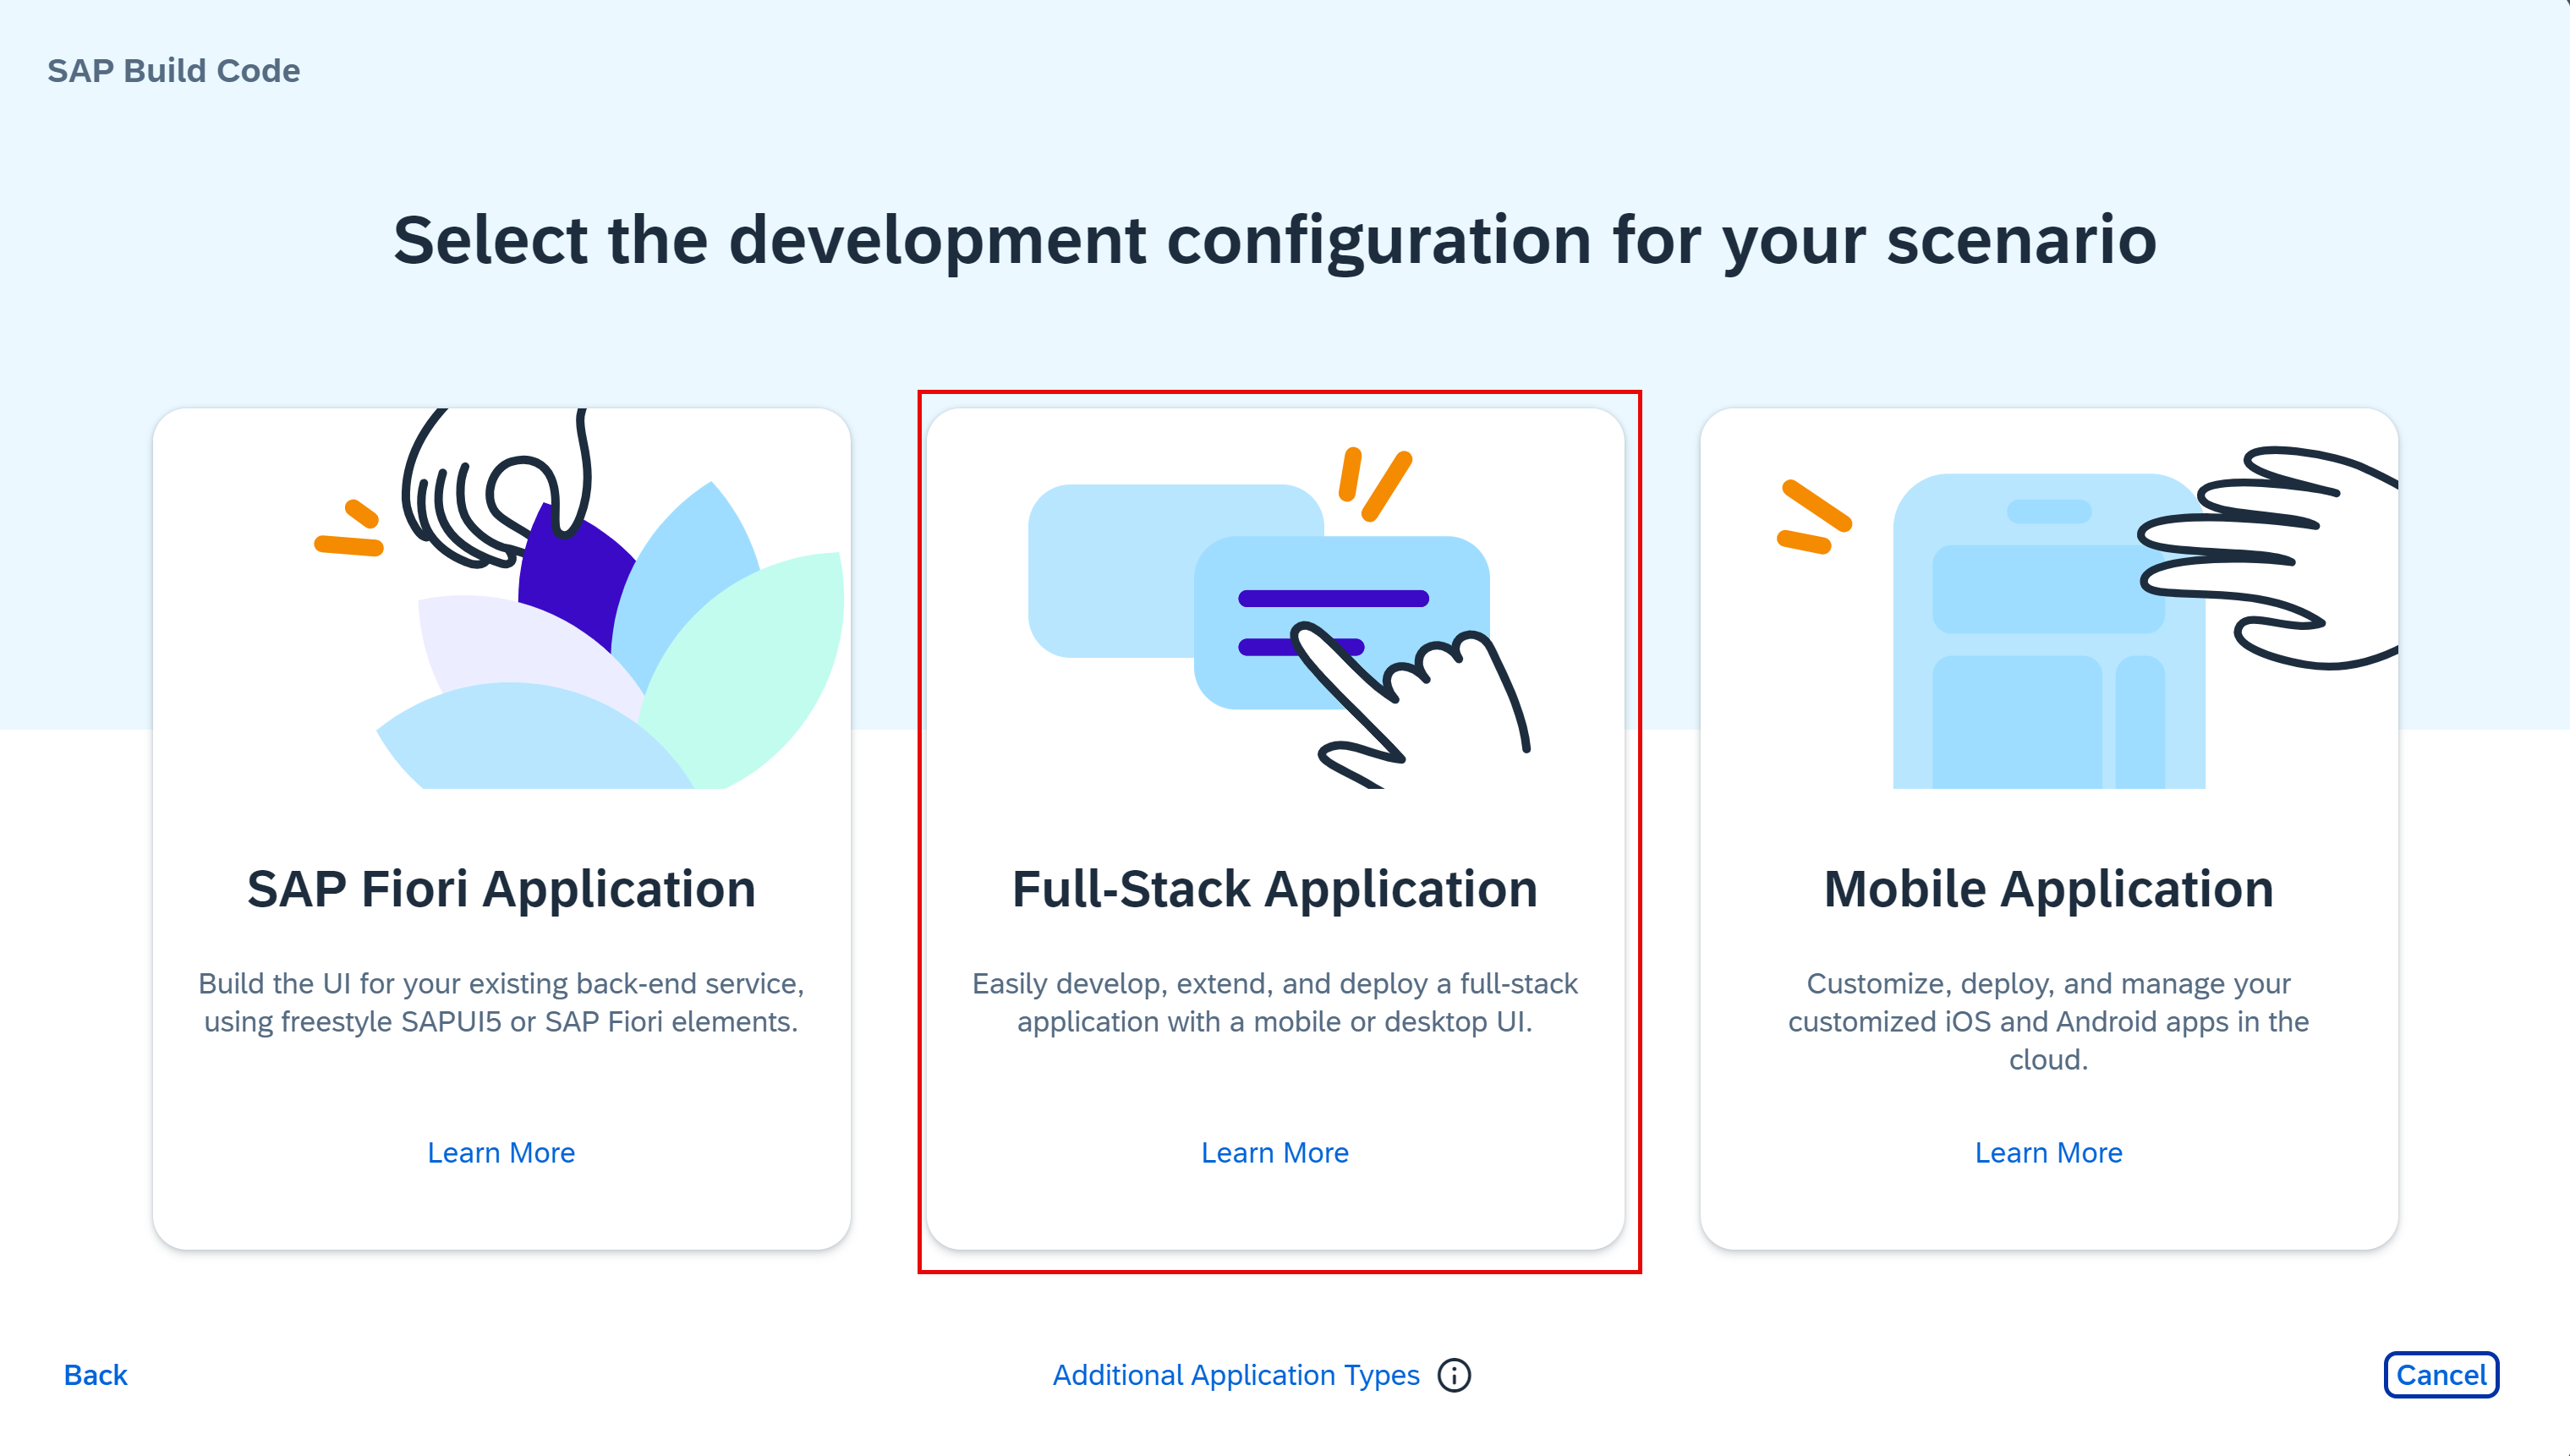 SAP Build Code
Select the development configuration for your scenario
SAP Fiori Application
Build the UI for your existing back-end service,
using freestyle SAPUI5 or SAP Fiori elements.
Learn More
Full-Stack Application
Easily develop, extend, and deploy a full-stack
application with a mobile or desktop UI.
Learn More
Mobile Application
Customize, deploy, and manage your
customized iOS and Android apps in the
cloud.
Learn More
Back
Additional Application Types
Cancel